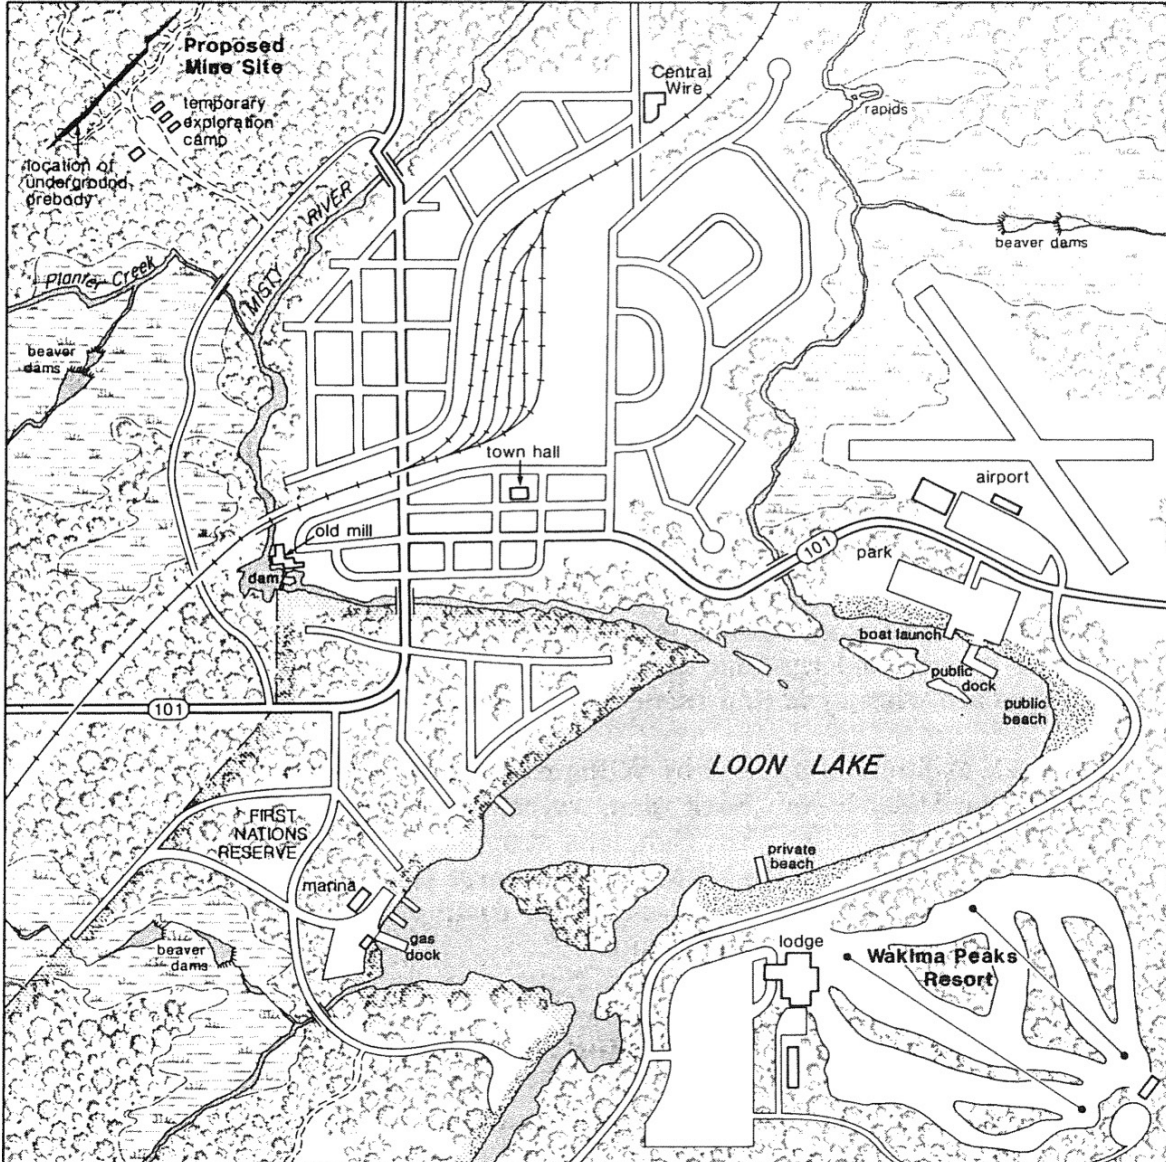 Proposed
Mine Site
temporary
exploration
camp
location of
underground
orebody
Central
Wire
rapids
MISTY RIVER
beaver dams
Planter Creek
beaver
dams
town hall
airport
old mill
101
park
dam
boat launch
public
dock
public
beach
101
LOON LAKE
FIRST
NATIONS
RESERVE
private
beach
marina
gas
dock
beaver
dams
lodge
Wakima Peaks
Resort